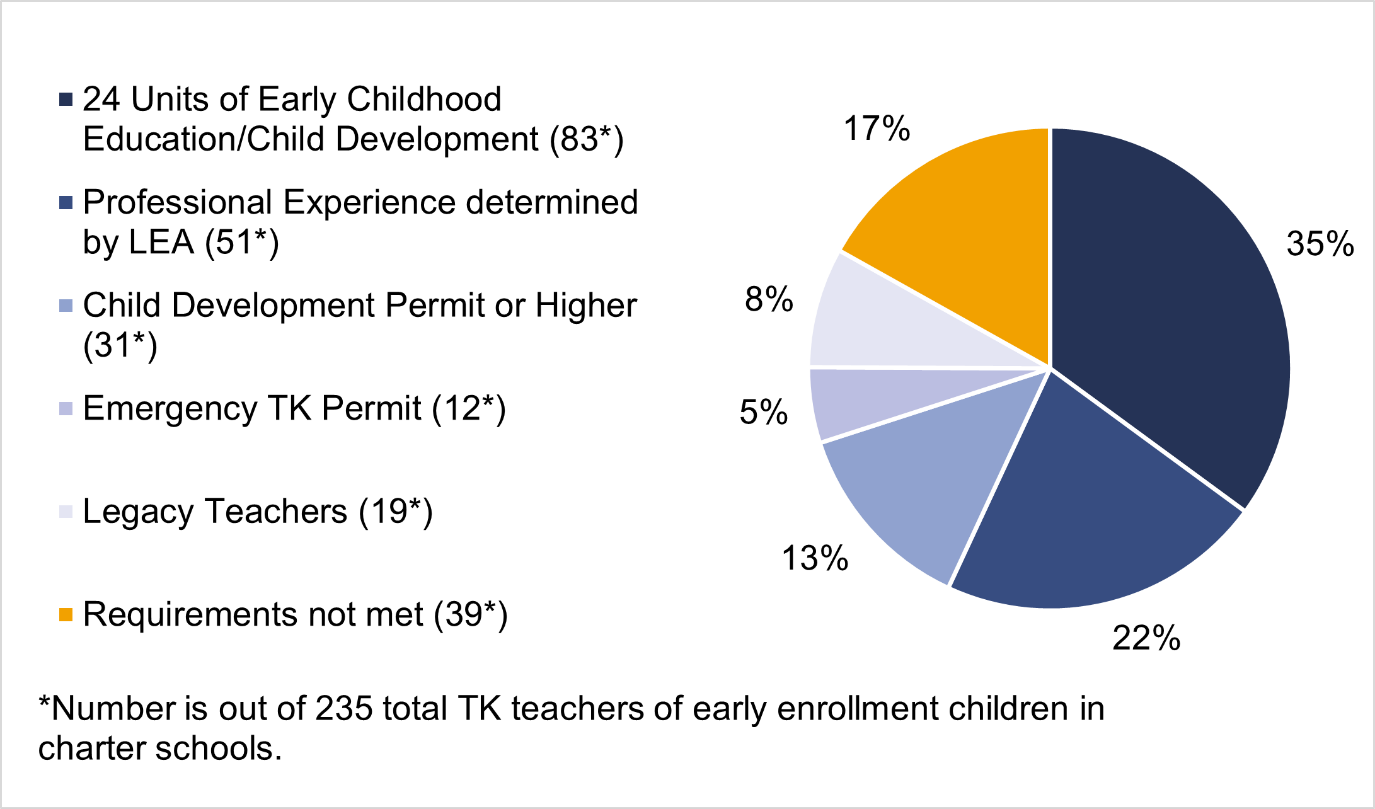 24 Units of Early Childhood
Education/Child Development (83*)
Professional Experience determined
by LEA (51*)
Child Development Permit or Higher
(31*)
Emergency TK Permit (12*)
Legacy Teachers (19*)
Requirements not met (39*)
17%
35%
8%
5%
13%
22%
*Number is out of 235 total TK teachers of early enrollment children in
charter schools.